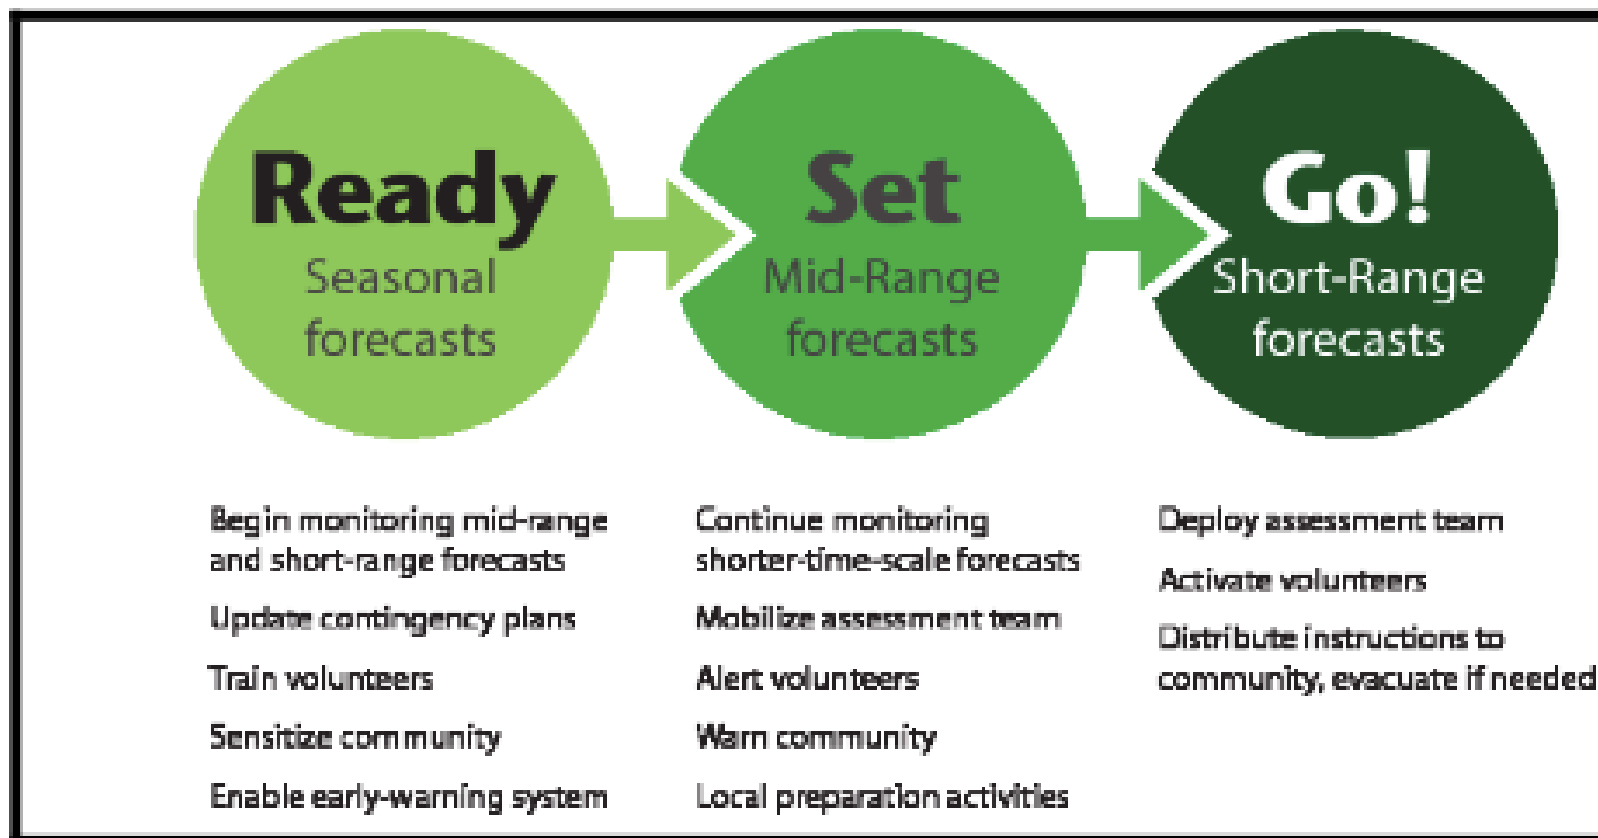 Ready
Seasonal
forecasts
Set
Mid-Range
forecasts
Go!
Short-Range
forecasts
Begin monitoring mid-range
and short-range forecasts
Update contingency plans
Train volunteers
Sensitize community
Enable early-warning system
Continue monitoring
shorter-time-scale forecasts
Mobilize assessment team
Alert volunteers
Warn community
Local preparation activities
Deploy assessment team
Activate volunteers
Distribute instructions to
community, evacuate if needed